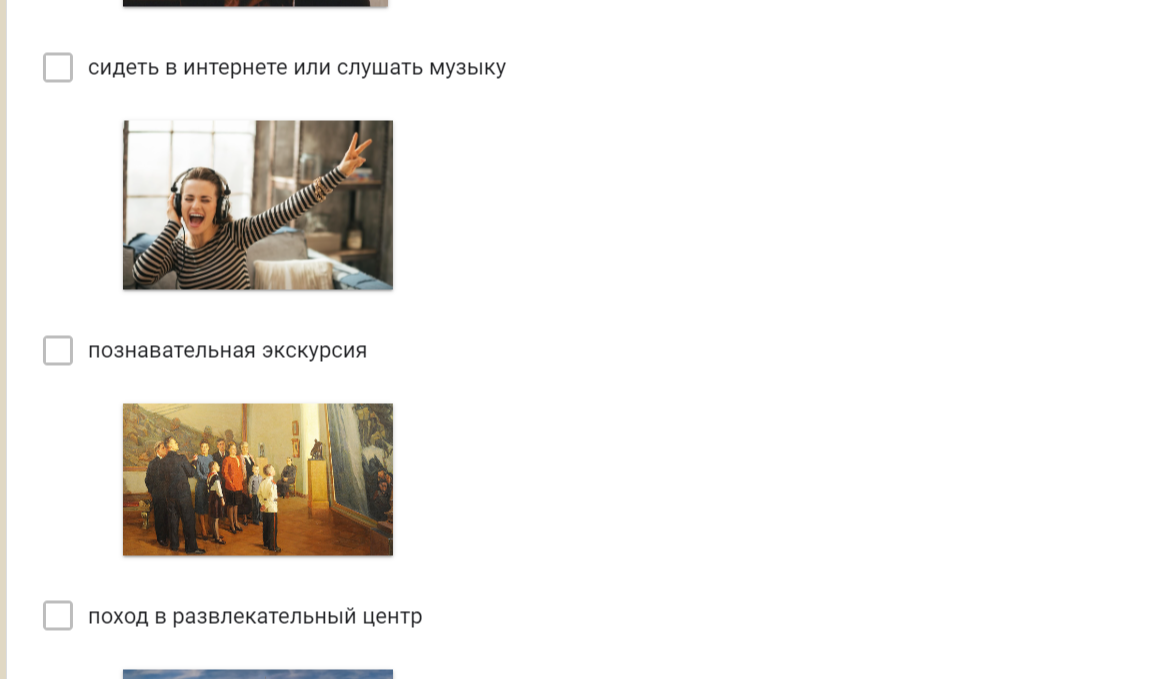 сидеть в интернете или слушать музыку
познавательная экскурсия
поход в развлекательный центр